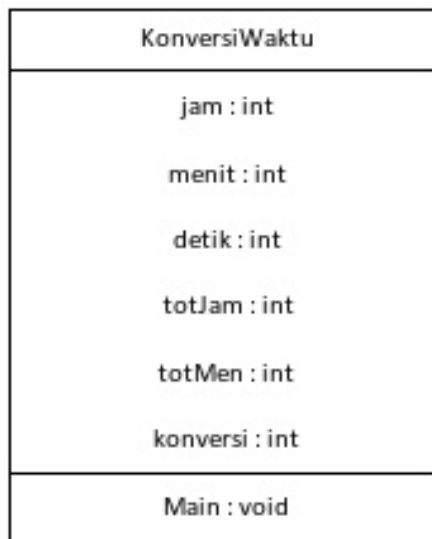 KonversiWaktu
jam : int
menit : int
detik : int
totJam : int
totMen : int
konversi : int
Main : void